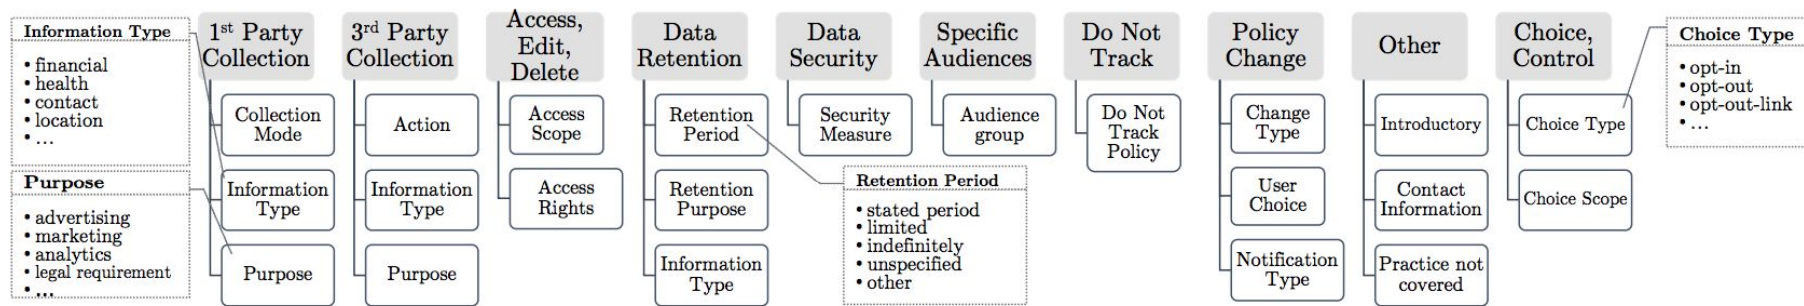 Information Type
• financial
• health
• contact
• location
• ...
Purpose
• advertising
• marketing
• analytics
• legal requirement
• ...
1st Party
Collection
Collection
Mode
Information
Type
Purpose
3rd Party
Collection
Action
Information
Type
Purpose
Access,
Edit,
Delete
Access
Scope
Access
Rights
Data
Retention
Retention
Period
Retention
Purpose
Information
Type
Data
Security
Security
Measure
Retention Period
• stated period
• limited
• indefinitely
• unspecified
• other
Specific
Audiences
Audience
group
Do Not
Track
Do Not
Track
Policy
Policy
Change
Change
Type
User
Choice
Notification
Type
Other
Introductory
Contact
Information
Practice not
covered
Choice,
Control
Choice Type
Choice Scope
Choice Type
• opt-in
• opt-out
• opt-out-link
• ...